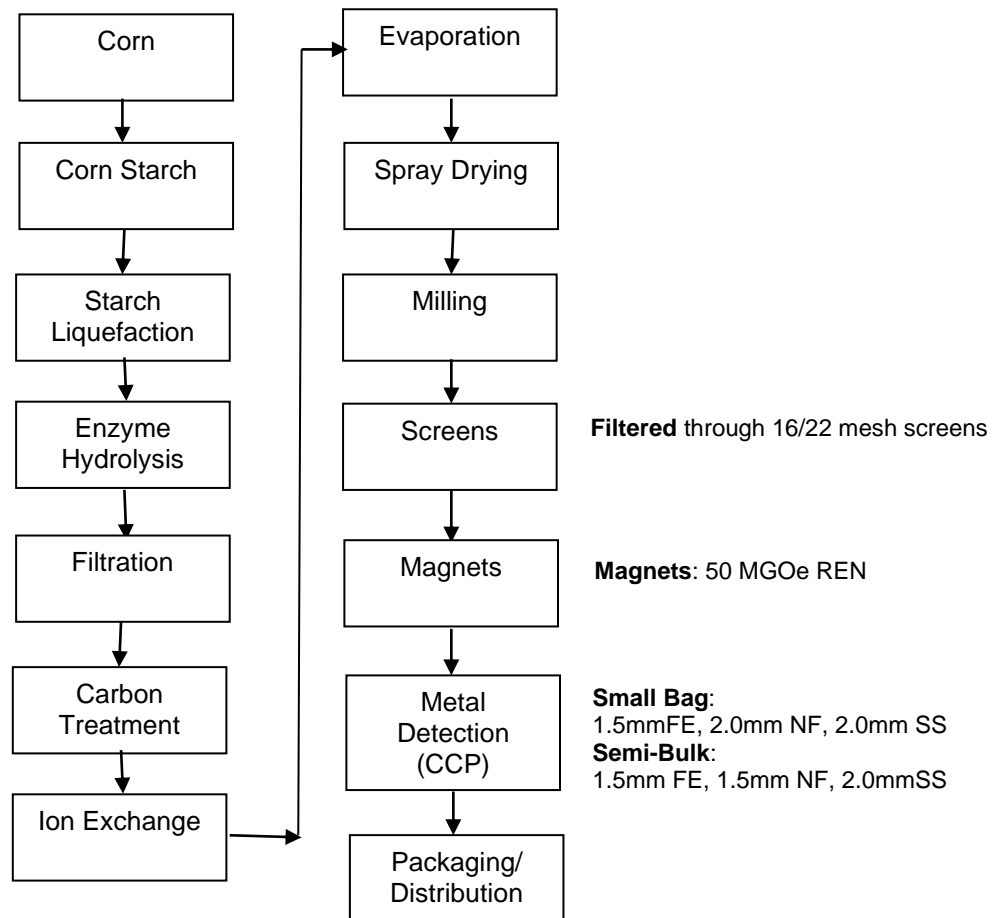 Corn
Corn Starch
Starch
Liquefaction
Enzyme
Hydrolysis
Filtration
Carbon
Treatment
Ion Exchange
Evaporation
Spray Drying
Milling
Screens
Filtered through 16/22 mesh screens
Magnets
Magnets: 50 MGOe REN
Metal
Detection
(CCP)
Small Bag:
1.5mmFE, 2.0mm NF, 2.0mm SS
Semi-Bulk:
1.5mm FE, 1.5mm NF, 2.0mmSS
Packaging/
Distribution